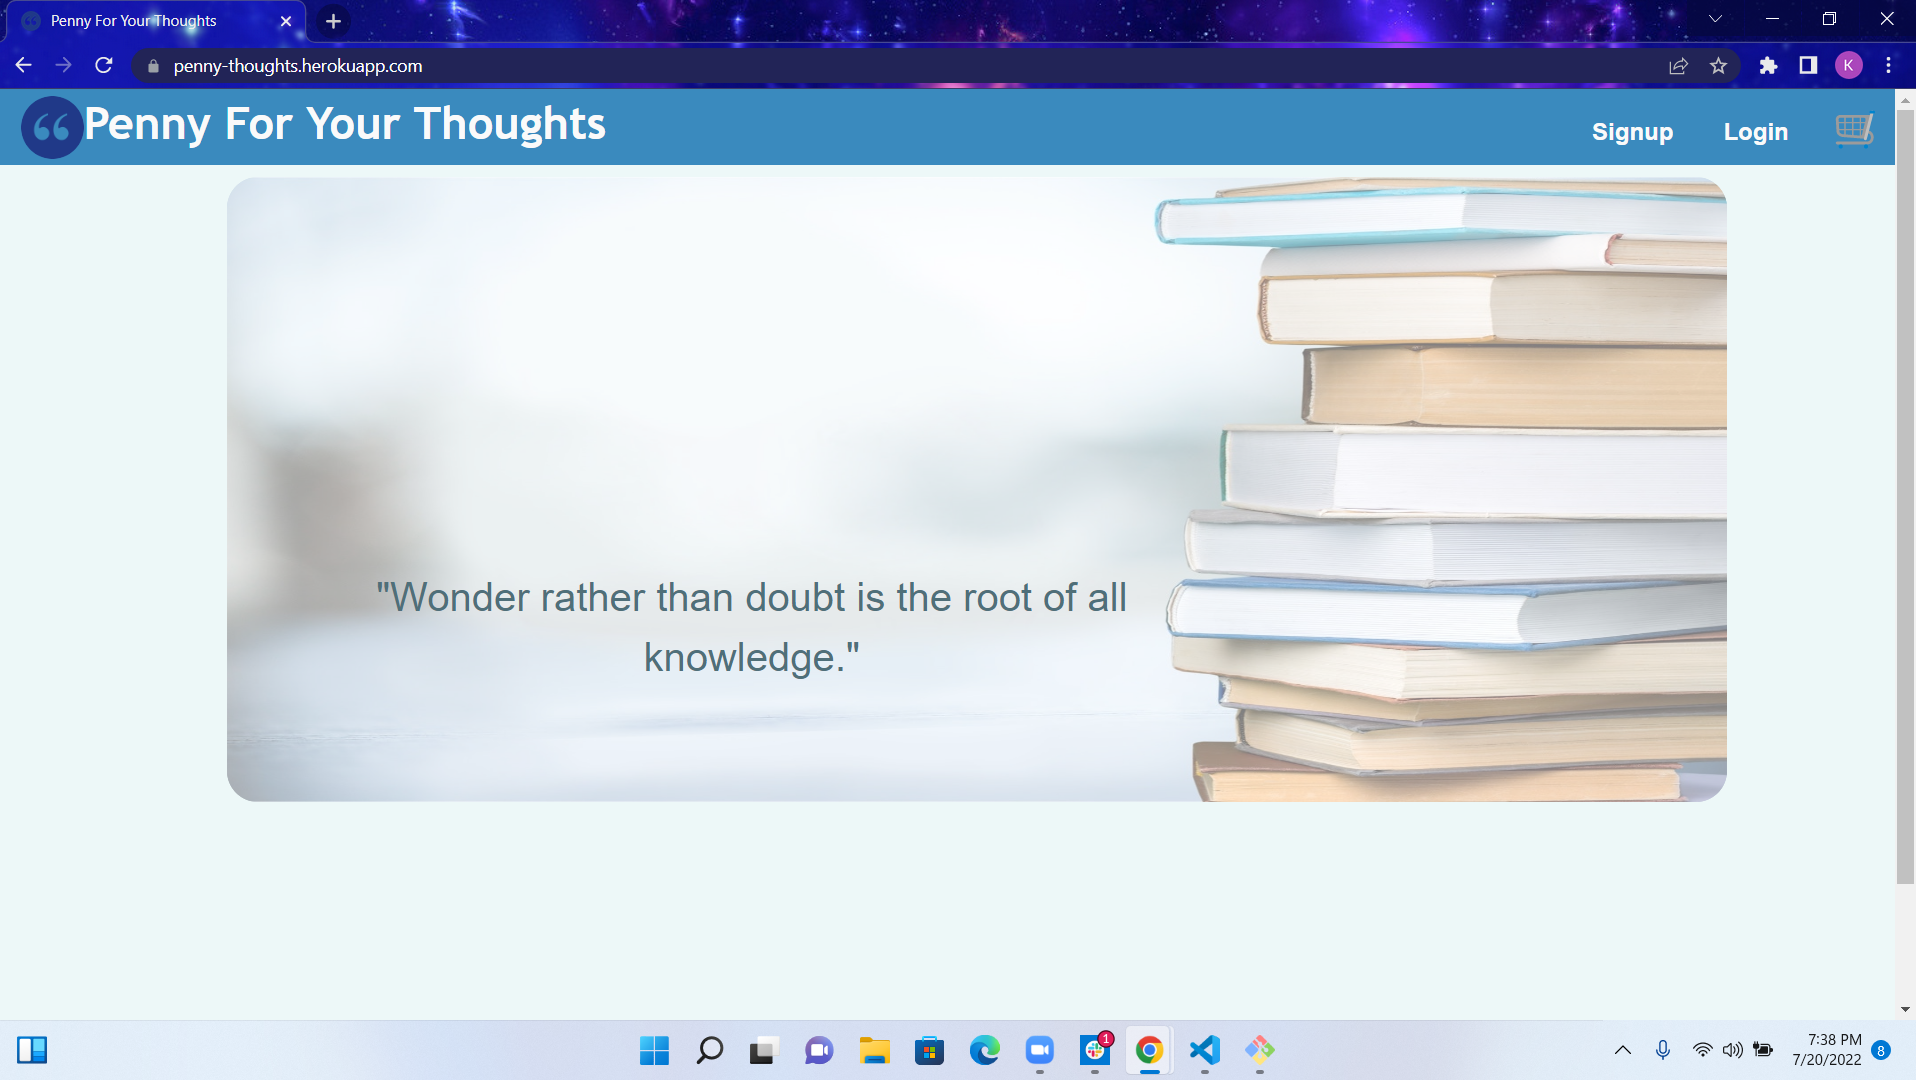 Penny For Your Thoughts
penny-thoughts.herokuapp.com
K
Penny For Your Thoughts
Signup
Login
"Wonder rather than doubt is the root of all
knowledge."
1
7:38 PM
7/20/2022
8